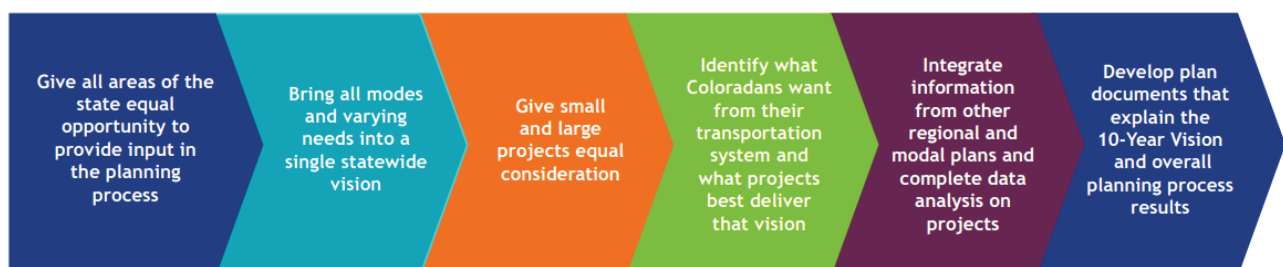 Give all areas of the
state equal
opportunity to
provide input in
the planning
process
Bring all modes
and varying
needs into a
single statewide
vision
Give small
and large
projects equal
consideration
Identify what
Coloradans want
from their
transportation
system and
what projects
best deliver
that vision
Integrate
information
from other
regional and
modal plans and
complete data
analysis on
projects
Develop plan
documents that
explain the
10-Year Vision
and overall
planning process
results